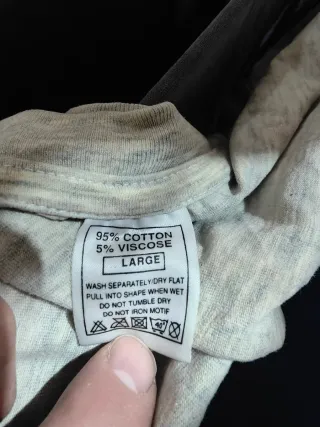 95% COTTON
5% VISCOSE
LARGE
WASH SEPARATELY/DRY FLAT
PULL INTO SHAPE WHEN WET
DO NOT TUMBLE DRY
DO NOT IRON MOTIF
40°